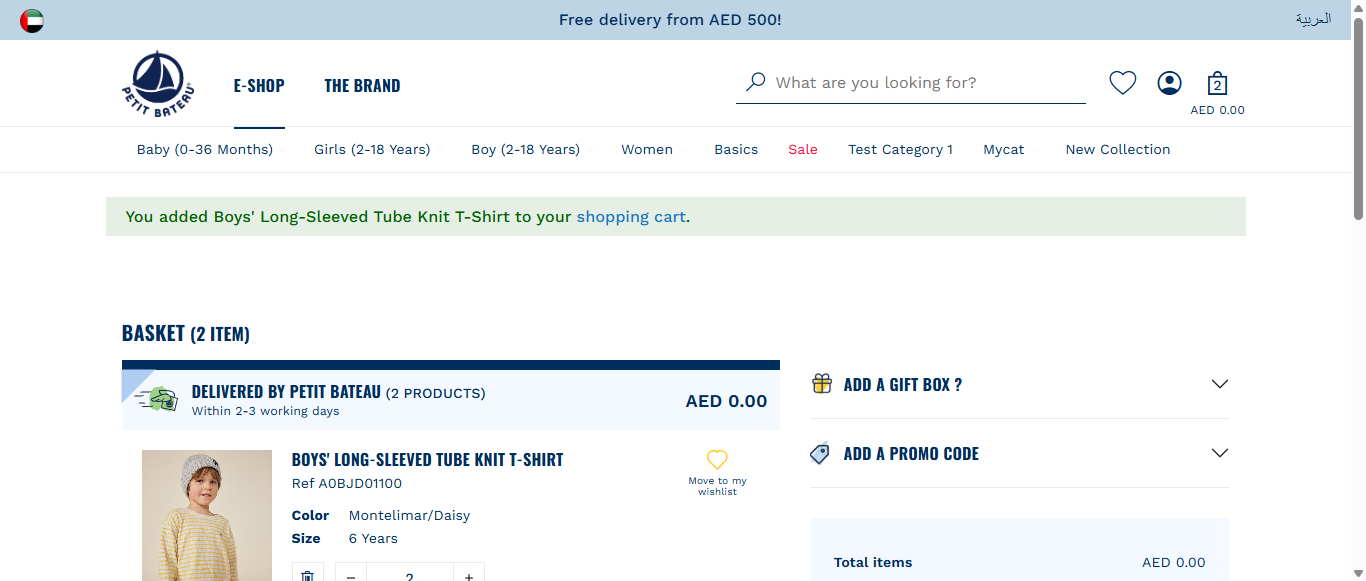 Free delivery from AED 500!
العربية
PETIT BATEAU
E-SHOP
THE BRAND
What are you looking for?
2
AED 0.00
Baby (0-36 Months)
Girls (2-18 Years)
Boy (2-18 Years)
Women
Basics
Sale
Test Category 1
Mycat
New Collection
You added Boys' Long-Sleeved Tube Knit T-Shirt to your shopping cart.
BASKET (2 ITEM)
DELIVERED BY PETIT BATEAU (2 PRODUCTS)
Within 2-3 working days
AED 0.00
BOYS' LONG-SLEEVED TUBE KNIT T-SHIRT
Ref A0BJD01100
Color Montelimar/Daisy
Size 6 Years
Move to my
wishlist
- 2 +
ADD A GIFT BOX ?
ADD A PROMO CODE
Total items AED 0.00